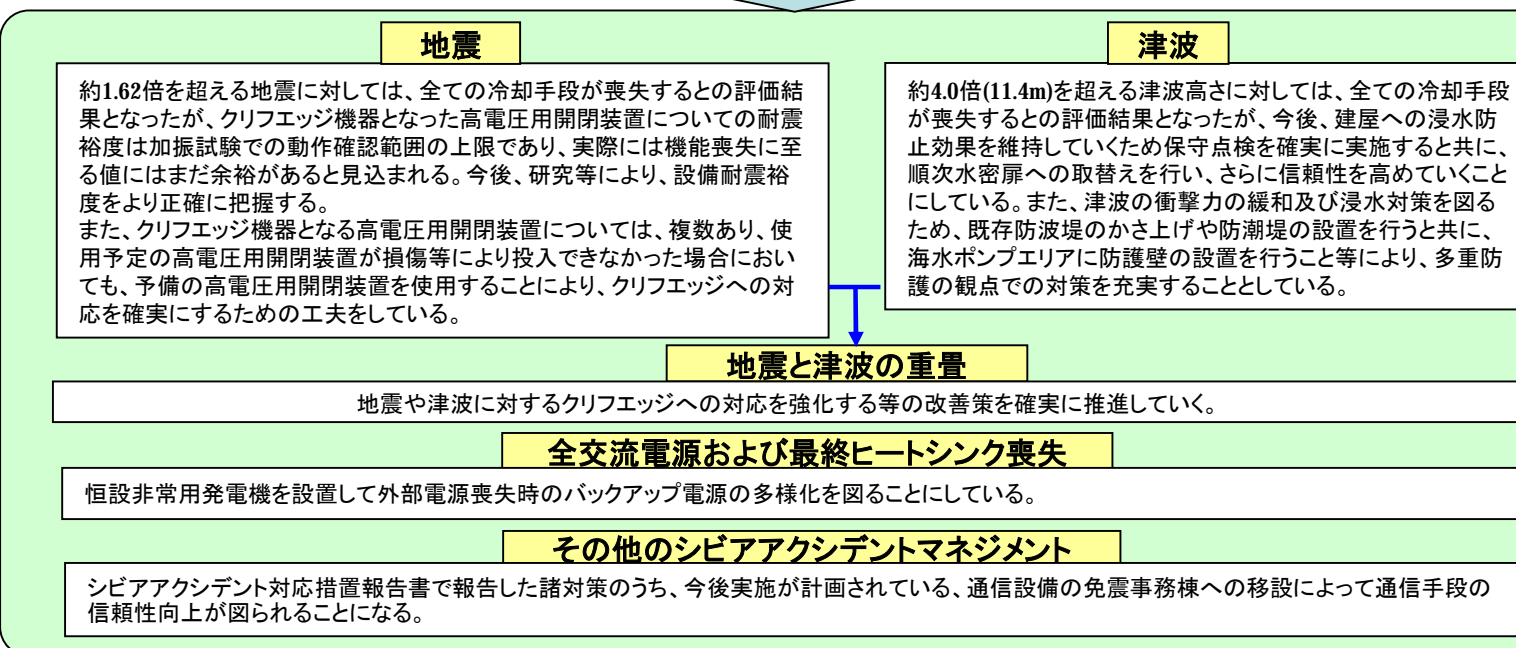 地震
約1.62倍を超える地震に対しては、全ての冷却手段が喪失するとの評価結
果となったが、クリフエッジ機器となった高電圧用開閉装置についての耐震
裕度は加振試験での動作確認範囲の上限であり、実際には機能喪失に至
る値にはまだ余裕があると見込まれる。今後、研究等により、設備耐震裕
度をより正確に把握する。
また、クリフエッジ機器となる高電圧用開閉装置については、複数あり、使
用予定の高電圧用開閉装置が損傷等により投入できなかった場合におい
ても、予備の高電圧用開閉装置を使用することにより、クリフエッジへの対
応を確実にするための工夫をしている。
津波
約4.0倍(11.4m)を超える津波高さに対しては、全ての冷却手段
が喪失するとの評価結果となったが、今後、建屋への浸水防
止効果を維持していくため保守点検を確実に実施すると共に、
順次水密扉への取替えを行い、さらに信頼性を高めていくこと
にしている。また、津波の衝撃力の緩和及び浸水対策を図る
ため、既存防波堤のかさ上げや防潮堤の設置を行うと共に、
海水ポンプエリアに防護壁の設置を行うこと等により、多重防
護の観点での対策を充実することとしている。
地震と津波の重畳
地震や津波に対するクリフエッジへの対応を強化する等の改善策を確実に推進していく。
全交流電源および最終ヒートシンク喪失
恒設非常用発電機を設置して外部電源喪失時のバックアップ電源の多様化を図ることにしている。
その他のシビアアクシデントマネジメント
シビアアクシデント対応措置報告書で報告した諸対策のうち、今後実施が計画されている、通信設備の免震事務棟への移設によって通信手段の
信頼性向上が図られることになる。